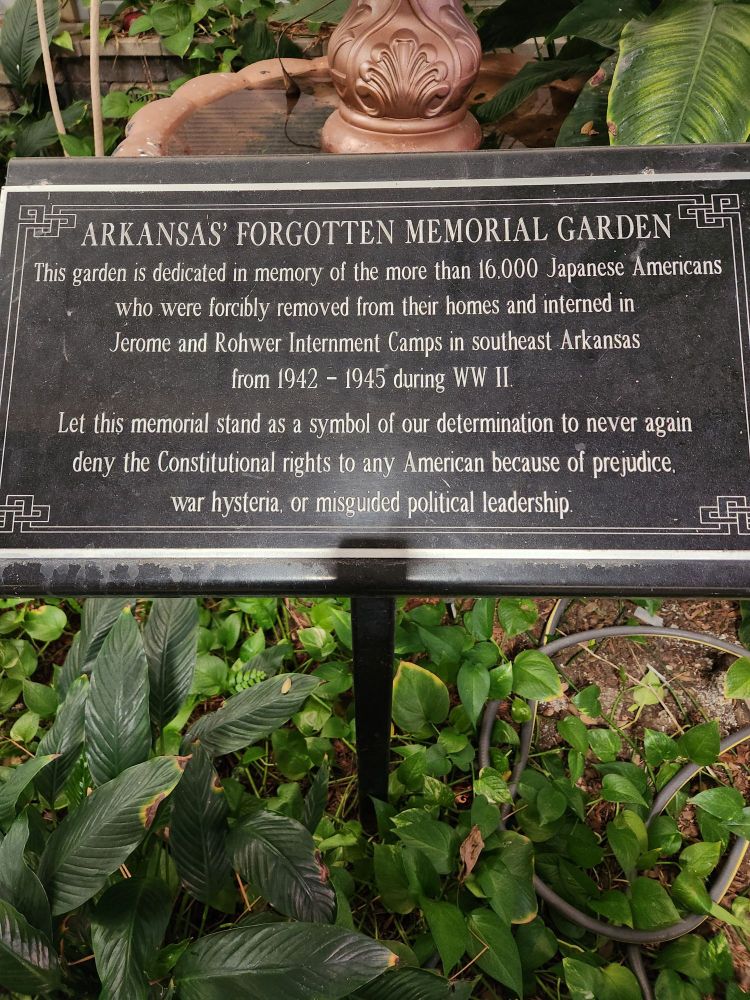 ARKANSAS' FORGOTTEN MEMORIAL GARDEN
This garden is dedicated in memory of the more than 16,000 Japanese Americans
who were forcibly removed from their homes and interned in
Jerome and Rohwer Internment Camps in southeast Arkansas
from 1942 - 1945 during WW II.
Let this memorial stand as a symbol of our determination to never again
deny the Constitutional rights to any American because of prejudice,
war hysteria, or misguided political leadership.